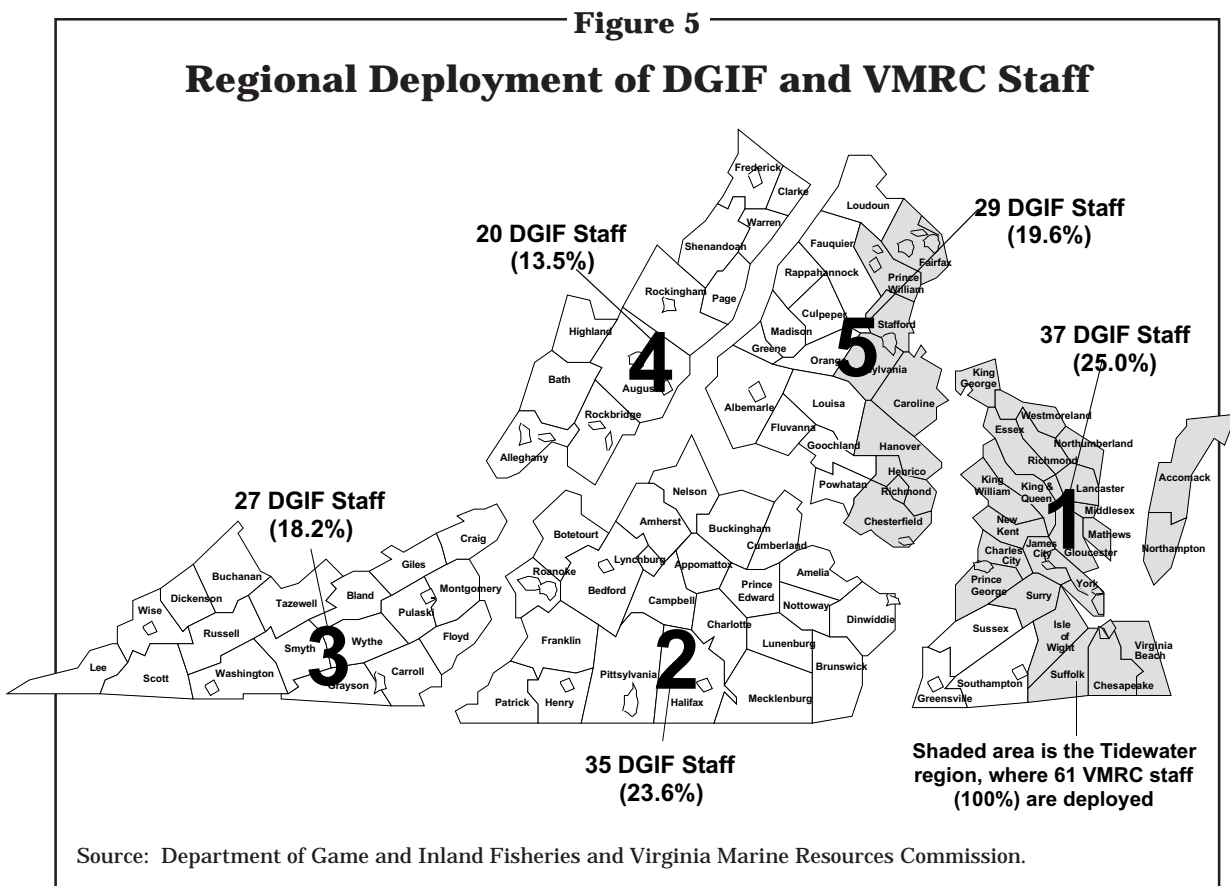 Figure 5
Regional Deployment of DGIF and VMRC Staff
Frederick
Clarke
Warren
Shenandoah
Loudoun
Fauquier
Fairfax
29 DGIF Staff
(19.6%)
20 DGIF Staff
(13.5%)
Rappahannock
Prince
William
Rockingham
Page
Culpeper
Stafford
Highland
Madison
Greene
Orange
5
sylvania
37 DGIF Staff
(25.0%)
4
Augus
Bath
Rockbridge
Alleghany
Albemarle
Louisa
Caroline
Fluvanna
Goochland
Hanover
Powhatan
Henrico
Richmond
Chesterfield
King
George
Westmoreland
Essex
Northumberland
Richmond
King
William
King &
Queen
Lancaster
1
Middlesex
Mathews
New
Kent
James
City
Gloucester
Charles
City
York
Prince
George
Surry
Accomack
Northampton
Sussex
Isle
of
Wight
Virginia
Beach
Southampton
Suffolk
Chesapeake
Greensville
27 DGIF Staff
(18.2%)
Nelson
Amherst
Buckingham
Cumberland
Botetourt
Lynchburg
Appomattox
Amelia
Roanoke
Bedford
Prince
Edward
Campbell
Nottoway
Dinwiddie
Charlotte
Franklin
Lunenburg
Brunswick
Pittsylvania
2
Halifax
Mecklenburg
Patrick
Henry
Craig
Giles
Buchanan
Montgomery
Dickenson
Bland
Tazewell
Pulaski
Wise
Russell
Wythe
Floyd
Smyth
3
Lee
Scott
Washington
Carroll
Grayson
35 DGIF Staff
(23.6%)
Shaded area is the Tidewater
region, where 61 VMRC staff
(100%) are deployed
Source: Department of Game and Inland Fisheries and Virginia Marine Resources Commission.